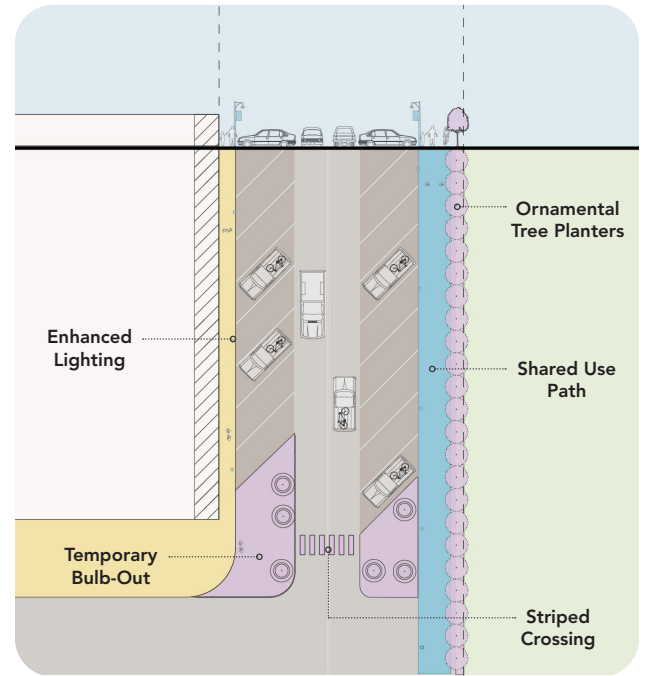 Ornamental
Tree Planters
Enhanced
Lighting
Shared Use
Path
Temporary
Bulb-Out
Striped
Crossing